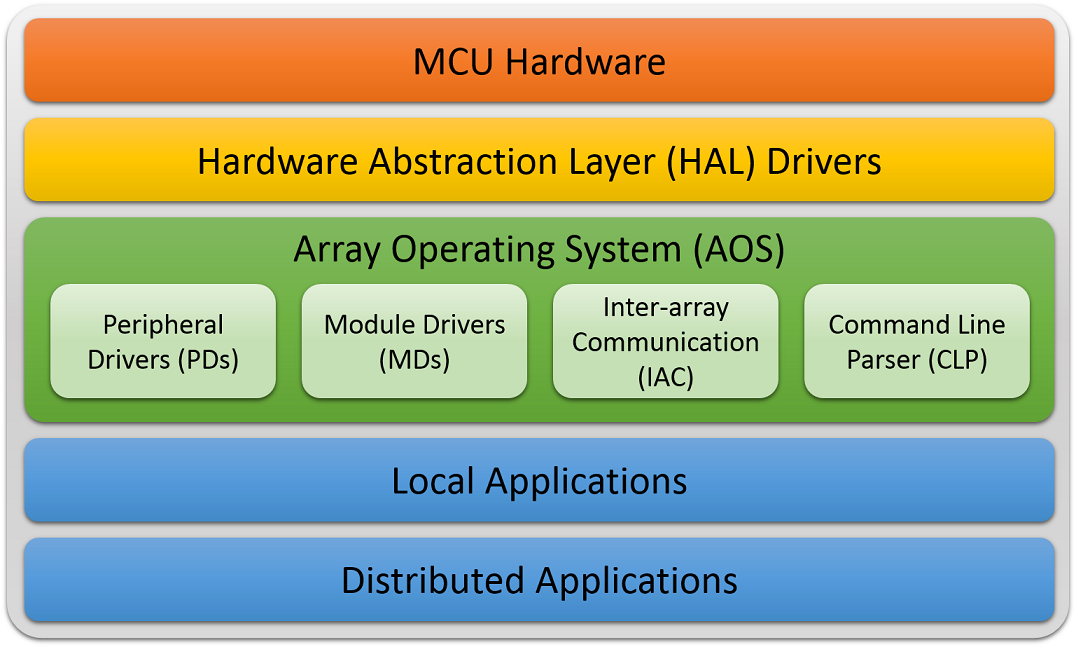 MCU Hardware
Hardware Abstraction Layer (HAL) Drivers
Array Operating System (AOS)
Peripheral
Drivers (PDs)
Module Drivers
(MDs)
Inter-array
Communication
(IAC)
Command Line
Parser (CLP)
Local Applications
Distributed Applications